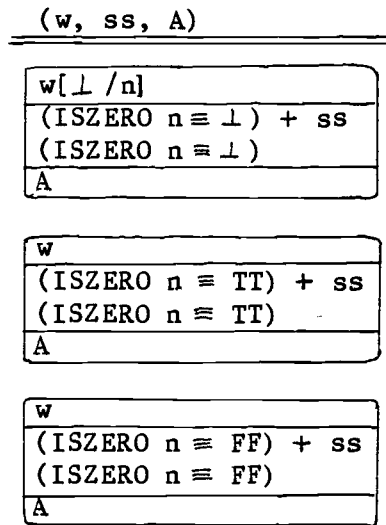 (w, ss, A)
w[⊥ /n]
(ISZERO n ≡ ⊥) + ss
(ISZERO n ≡ ⊥)
A
w
(ISZERO n ≡ TT) + ss
(ISZERO n ≡ TT)
A
w
(ISZERO n ≡ FF) + ss
(ISZERO n ≡ FF)
A